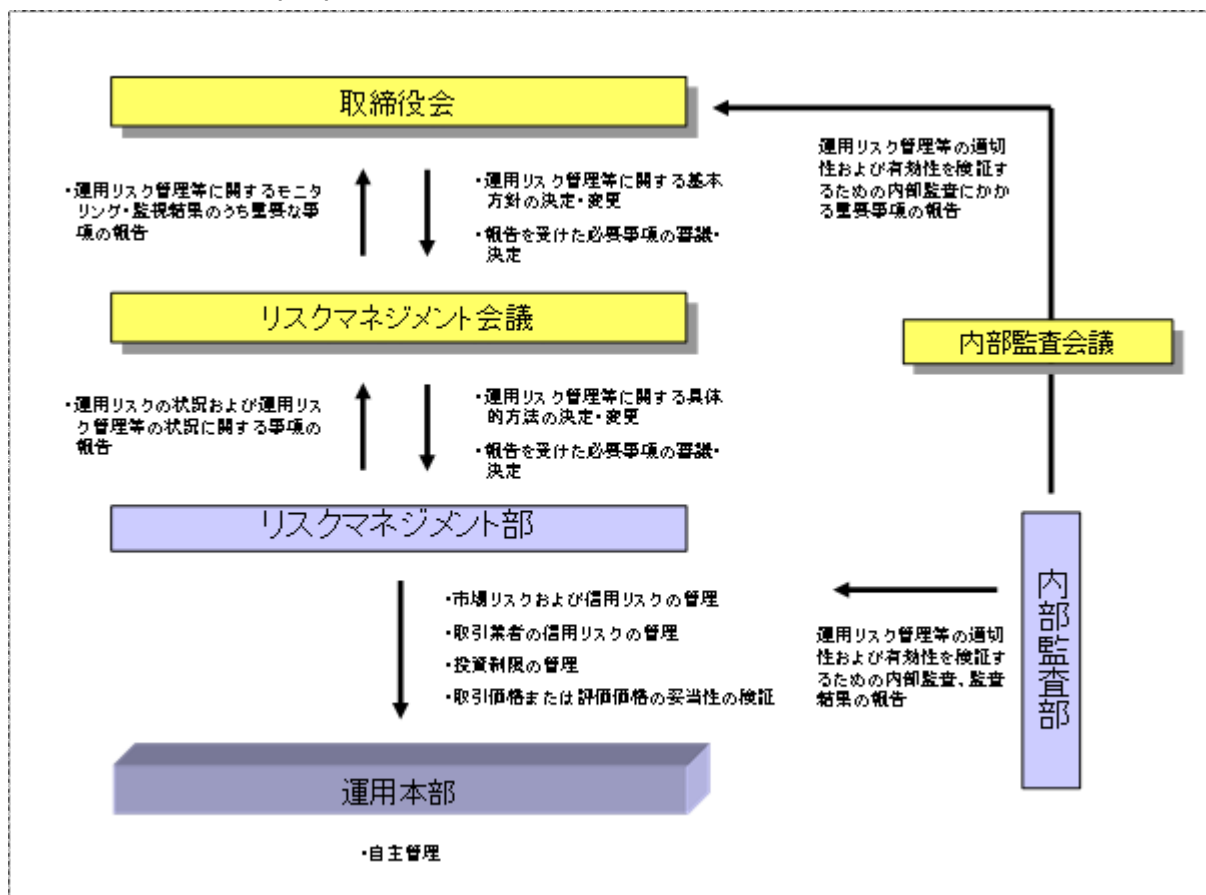 取締役会
・運用リスク管理等に関するモニ
タリング・監視結果のうち重要な事
項の報告
・運用リスク管理等に関する基本
方針の決定・変更
・報告を受けた必要事項の審議・
決定
運用リスク管理等の適切
性および有効性を検証す
るための内部監査にかか
る重要事項の報告
リスクマネジメント会議
内部監査会議
・運用リスクの状況および運用リス
ク管理等の状況に関する事項の
報告
・運用リスク管理等に関する具体
的方法の決定・変更
・報告を受けた必要事項の審議・
決定
リスクマネジメント部
・市場リスクおよび信用リスクの管理
・取引業者の信用リスクの管理
・投資制限の管理
・取引価格または評価価格の妥当性の検証
運用リスク管理等の適切
性および有効性を検証す
るための内部監査、監査
結果の報告
内部監査部
運用本部
・自主管理